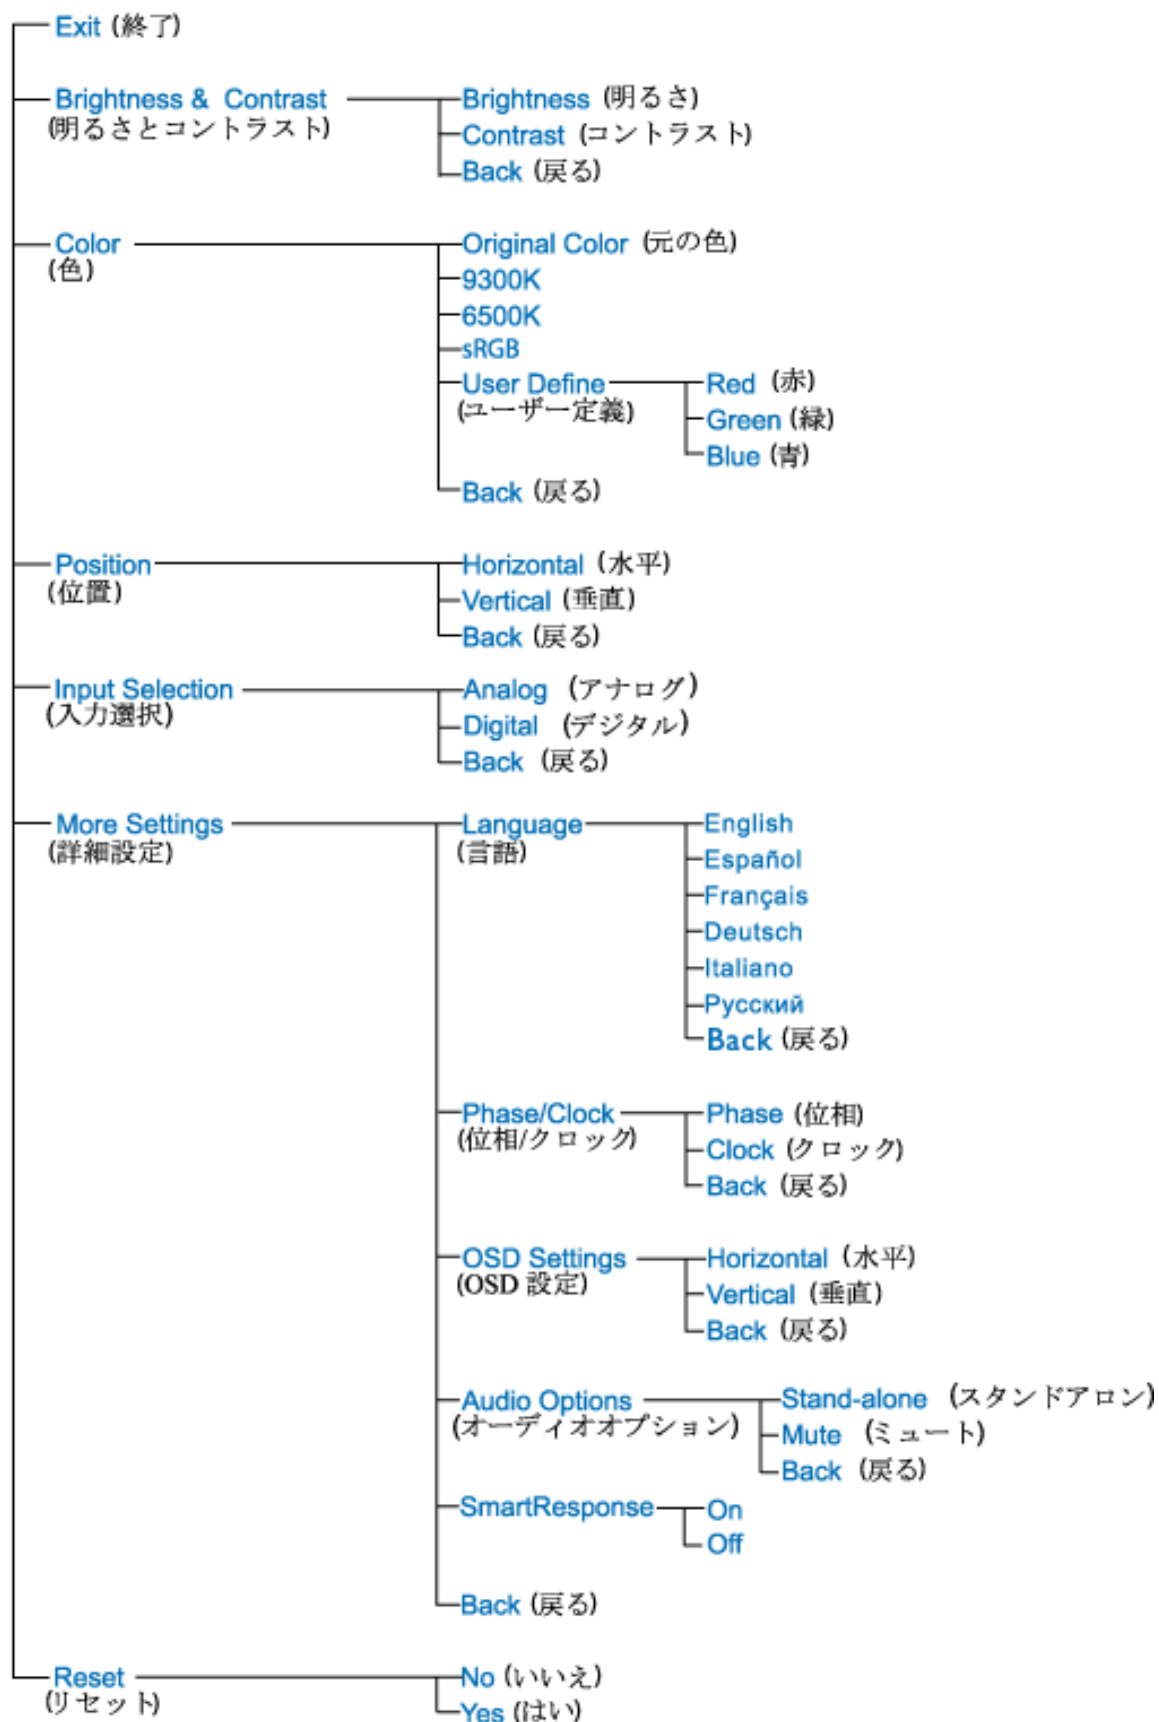 Exit (終了)
Brightness & Contrast
(明るさとコントラスト)
Brightness (明るさ)
Contrast (コントラスト)
Back (戻る)
Color
(色)
Original Color (元の色)
9300K
6500K
sRGB
User Define
(ユーザー定義)
Red (赤)
Green (緑)
Blue (青)
Back (戻る)
Position
(位置)
Horizontal (水平)
Vertical (垂直)
Back (戻る)
Input Selection
(入力選択)
Analog (アナログ)
Digital (デジタル)
Back (戻る)
More Settings
(詳細設定)
Language
(言語)
English
Español
Français
Deutsch
Italiano
Русский
Back (戻る)
Phase/Clock
(位相/クロック)
Phase (位相)
Clock (クロック)
Back (戻る)
OSD Settings
(OSD 設定)
Horizontal (水平)
Vertical (垂直)
Back (戻る)
Audio Options
(オーディオオプション)
Stand-alone (スタンドアロン)
Mute (ミュート)
Back (戻る)
SmartResponse
On
Off
Back (戻る)
Reset
(リセット)
No (いいえ)
Yes (はい)